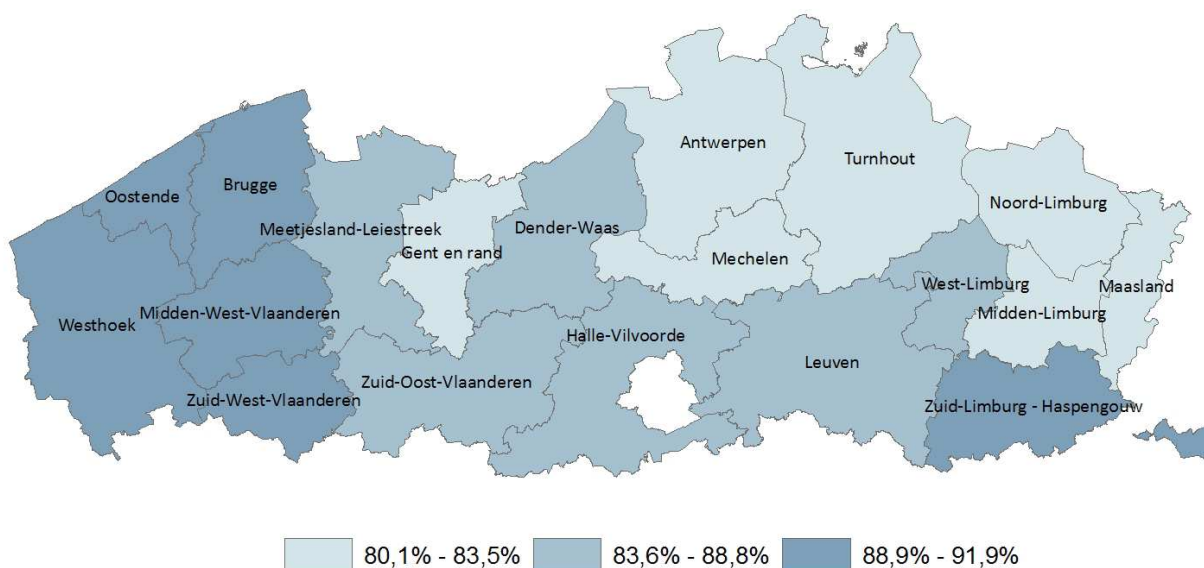 Antwerpen
Turnhout
Brugge
Oostende
Noord-Limburg
Meetjesland-Leiestreek
Dender-Waas
Gent en rand
Mechelen
West-Limburg
Maasland
Midden-West-Vlaanderen
Midden-Limburg
Westhoek
Halle-Vilvoorde
Leuven
Zuid-Oost-Vlaanderen
Zuid-West-Vlaanderen
Zuid-Limburg - Haspengouw
80,1% - 83,5%
83,6% - 88,8%
88,9% - 91,9%